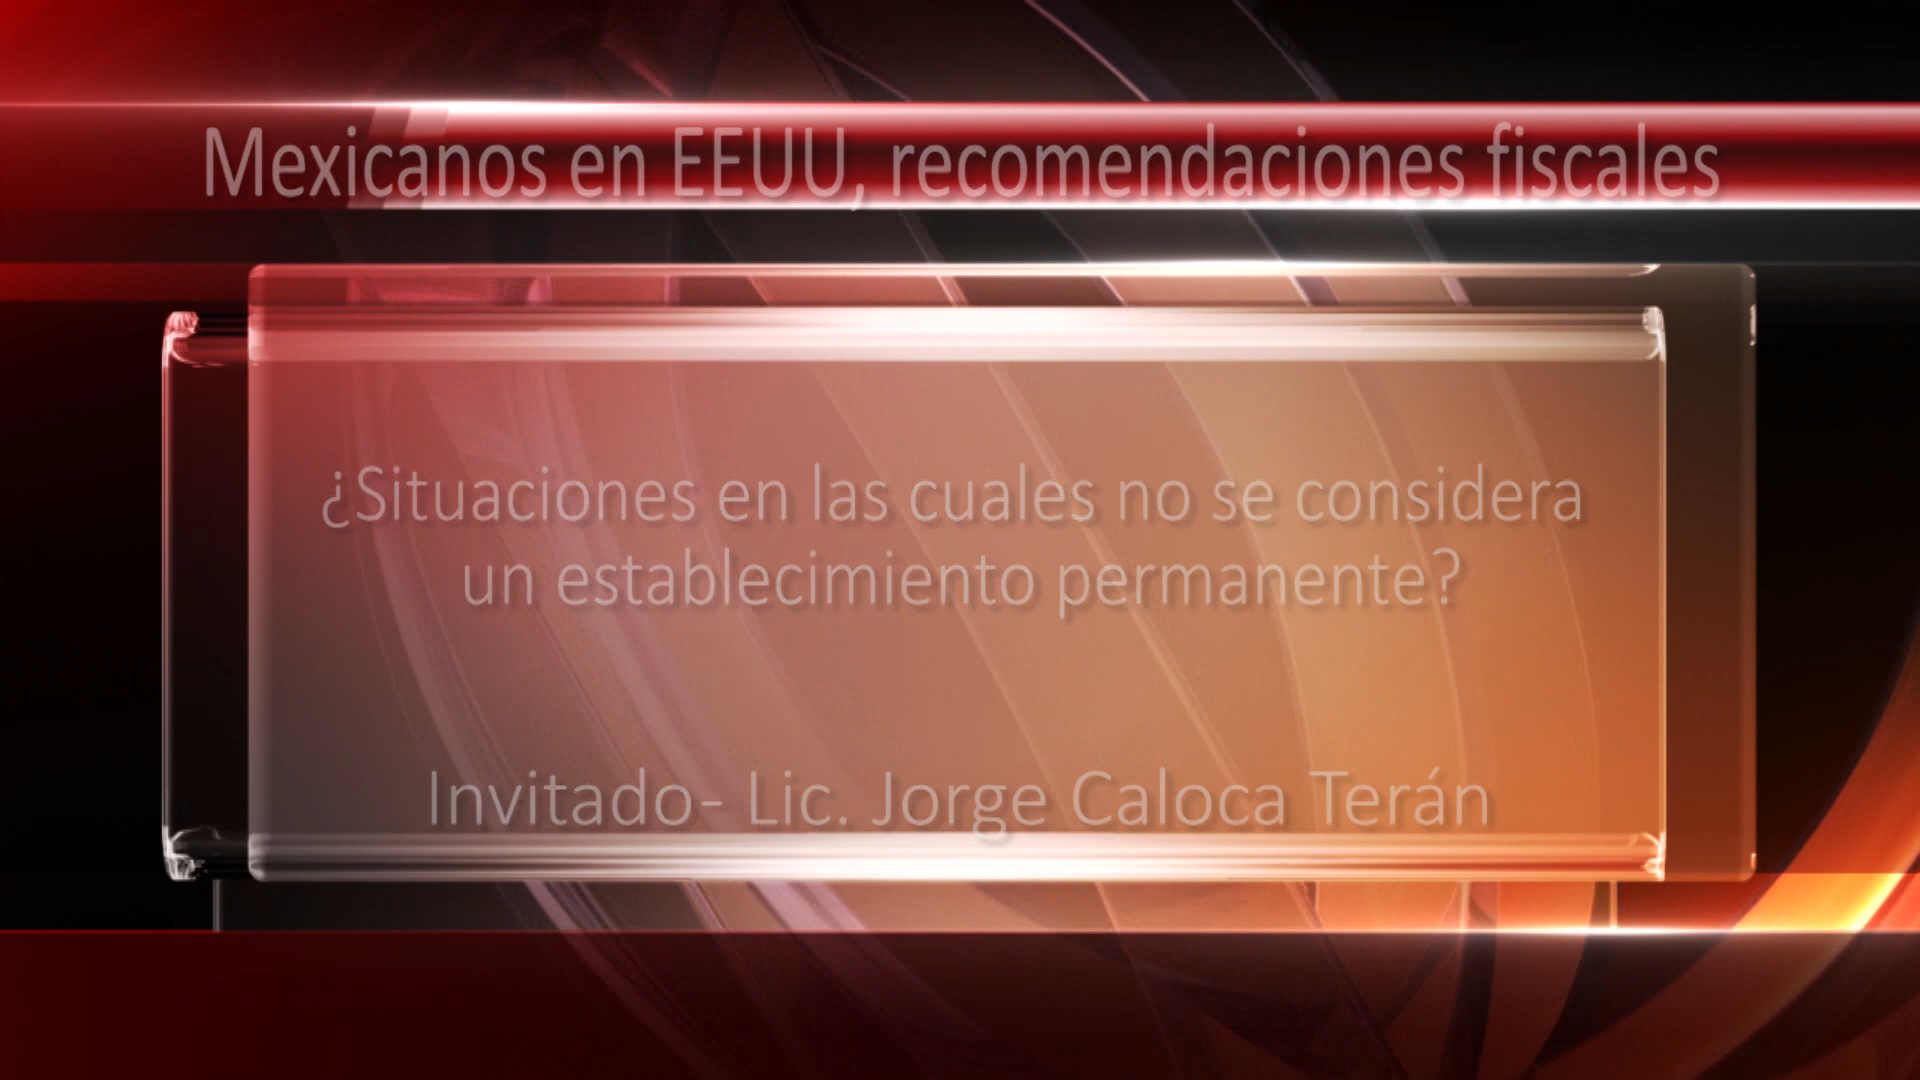 Mexicanos en EEUU, recomendaciones fiscales
¿Situaciones en las cuales no se considera
un establecimiento permanente?
Invitado- Lic. Jorge Caloca Terán